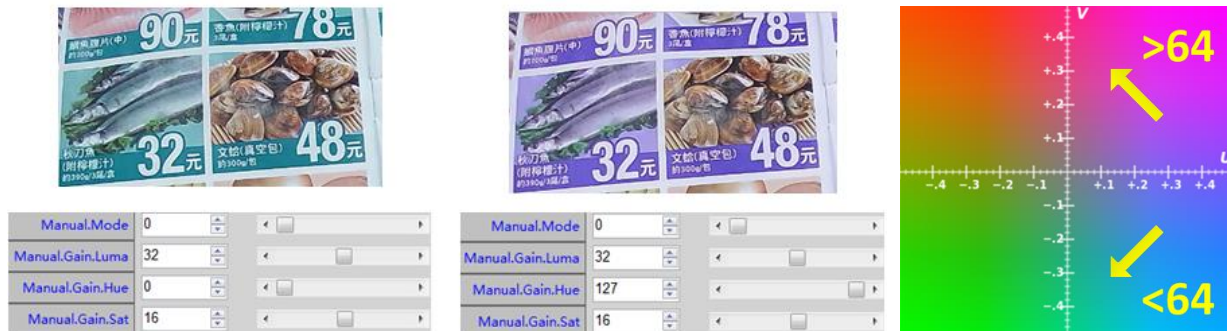 鯛魚腹片(中)
約300g/包
90元
香魚(附檸檬汁)
3隻/盒
78元
秋刀魚
(附檸檬汁)
約390g/3隻/盒
32元
文蛤(真空包)
約300g/包
48元
Manual.Mode 0
Manual.Gain.Luma 32
Manual.Gain.Hue 0
Manual.Gain.Sat 16
鯛魚腹片(中)
約300g/包
90元
香魚(附檸檬汁)
3隻/盒
78元
秋刀魚
(附檸檬汁)
約390g/3隻/盒
32元
文蛤(真空包)
約300g/包
48元
Manual.Mode 0
Manual.Gain.Luma 32
Manual.Gain.Hue 127
Manual.Gain.Sat 16
V
>64
+.4
+.3
+.2
+.1
-.4 -.3 -.2 -.1 +.1 +.2 +.3 +.4 U
-.1
-.2
-.3
-.4
<64